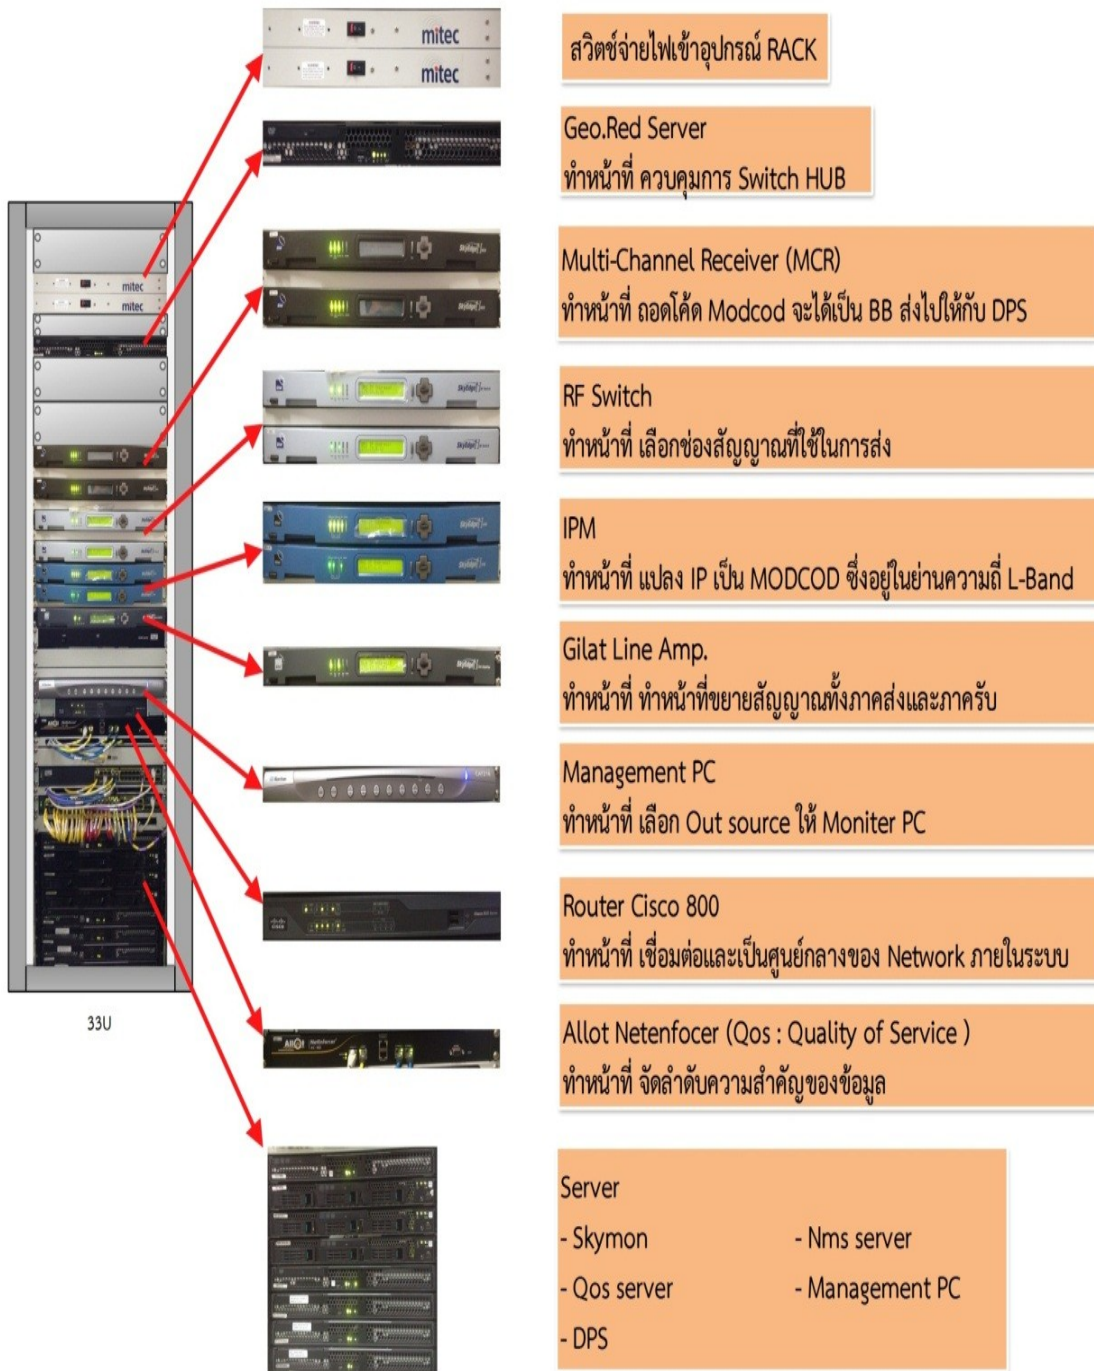 mitec
mitec
สวิตช์จ่ายไฟเข้าอุปกรณ์ RACK
Geo.Red Server
ทำหน้าที่ ควบคุมการ Switch HUB
mitec
mitec
SkyEdge
SkyEdge
Multi-Channel Receiver (MCR)
ทำหน้าที่ ถอดโค้ด Modcod จะได้เป็น BB ส่งไปให้กับ DPS
SkyEdge
SkyEdge
RF Switch
ทำหน้าที่ เลือกช่องสัญญาณที่ใช้ในการส่ง
SkyEdge
SkyEdge
IPM
ทำหน้าที่ แปลง IP เป็น MODCOD ซึ่งอยู่ในย่านความถี่ L-Band
SkyEdge
Gilat Line Amp.
ทำหน้าที่ ทำหน้าที่ขยายสัญญาณทั้งภาคส่งและภาครับ
Management PC
ทำหน้าที่ เลือก Out source ให้ Moniter PC
Router Cisco 800
ทำหน้าที่ เชื่อมต่อและเป็นศูนย์กลางของ Network ภายในระบบ
33U
Allot
NetEnforcer
Allot Netenfocer (Qos : Quality of Service )
ทำหน้าที่ จัดลำดับความสำคัญของข้อมูล
Server
- Skymon - Nms server
- Qos server - Management PC
- DPS